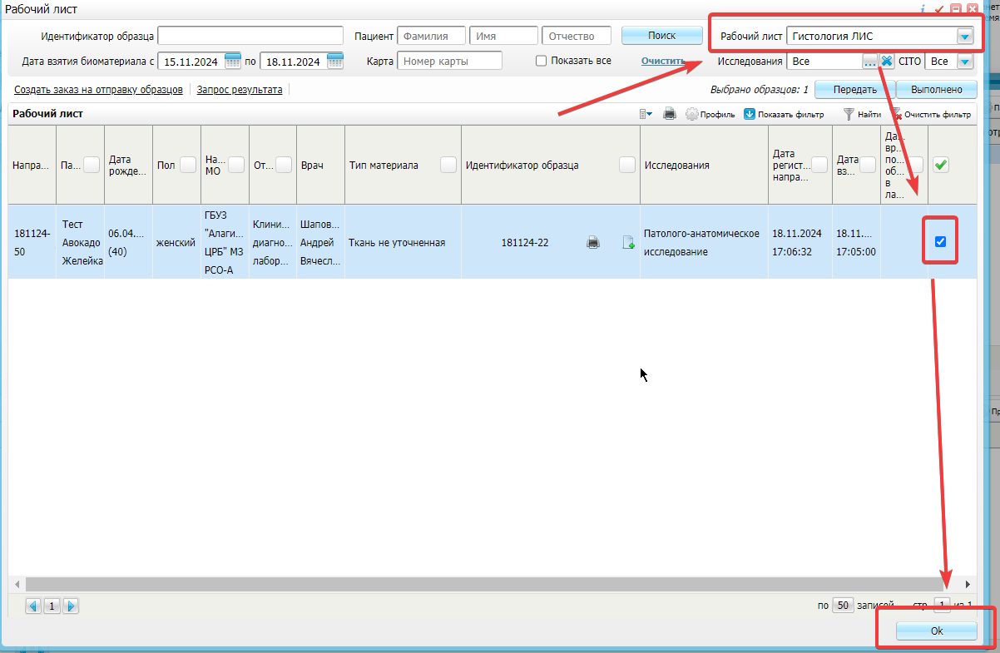 Рабочий лист
Идентификатор образца
Пациент Фамилия Имя Отчество Поиск Рабочий лист Гистология ЛИС
Дата взятия биоматериала с 15.11.2024 по 18.11.2024 Карта Номер карты Показать все Очистить Исследования Все ... CITO Все
Создать заказ на отправку образцов Запрос результата Выбрано образцов: 1 Передать Выполнено
Рабочий лист Профиль Показать фильтр Найти Очистить фильтр
Напра...
Па...
Дата
рожде...
Пол
На...
МО
От...
Врач
Тип материала
Идентификатор образца
Исследования
Дата
регист...
напра...
Дата
вз...
Да...
вр...
по...
об...
в
ла...
181124-
50
Тест
Авокадо
Желейка
06.04....
(40)
женский
ГБУЗ
"Алаги...
ЦРБ" МЗ
РСО-А
Клини...
диагно...
лабор...
Шапов...
Андрей
Вячесл...
Ткань не уточненная
181124-22
Патолого-анатомическое
исследование
18.11.2024
17:06:32
18.11....
17:05:00
1
по 50 записей стр. 1 из 1
Ok